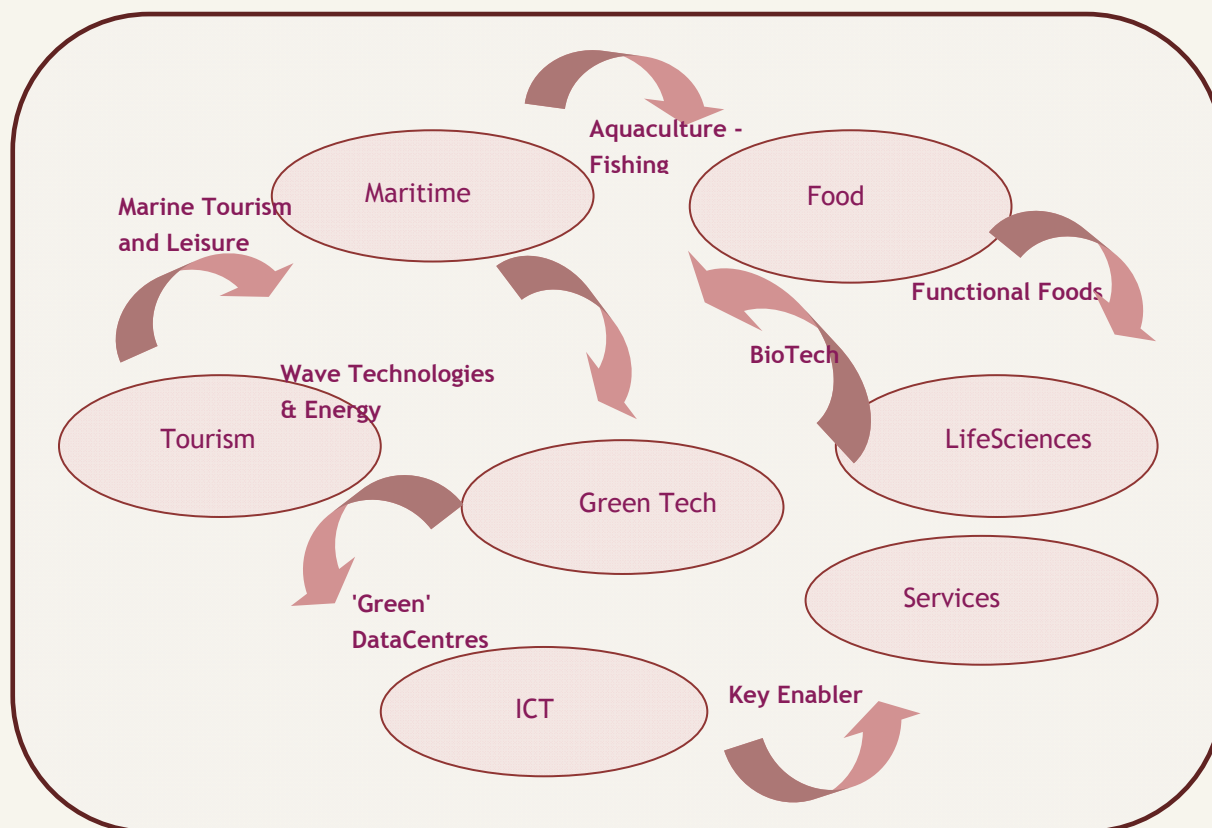 Aquaculture -
Fishing
Maritime
Food
Marine Tourism
and Leisure
Functional Foods
BioTech
Wave Technologies
& Energy
Tourism
LifeSciences
Green Tech
Services
'Green'
DataCentres
Key Enabler
ICT